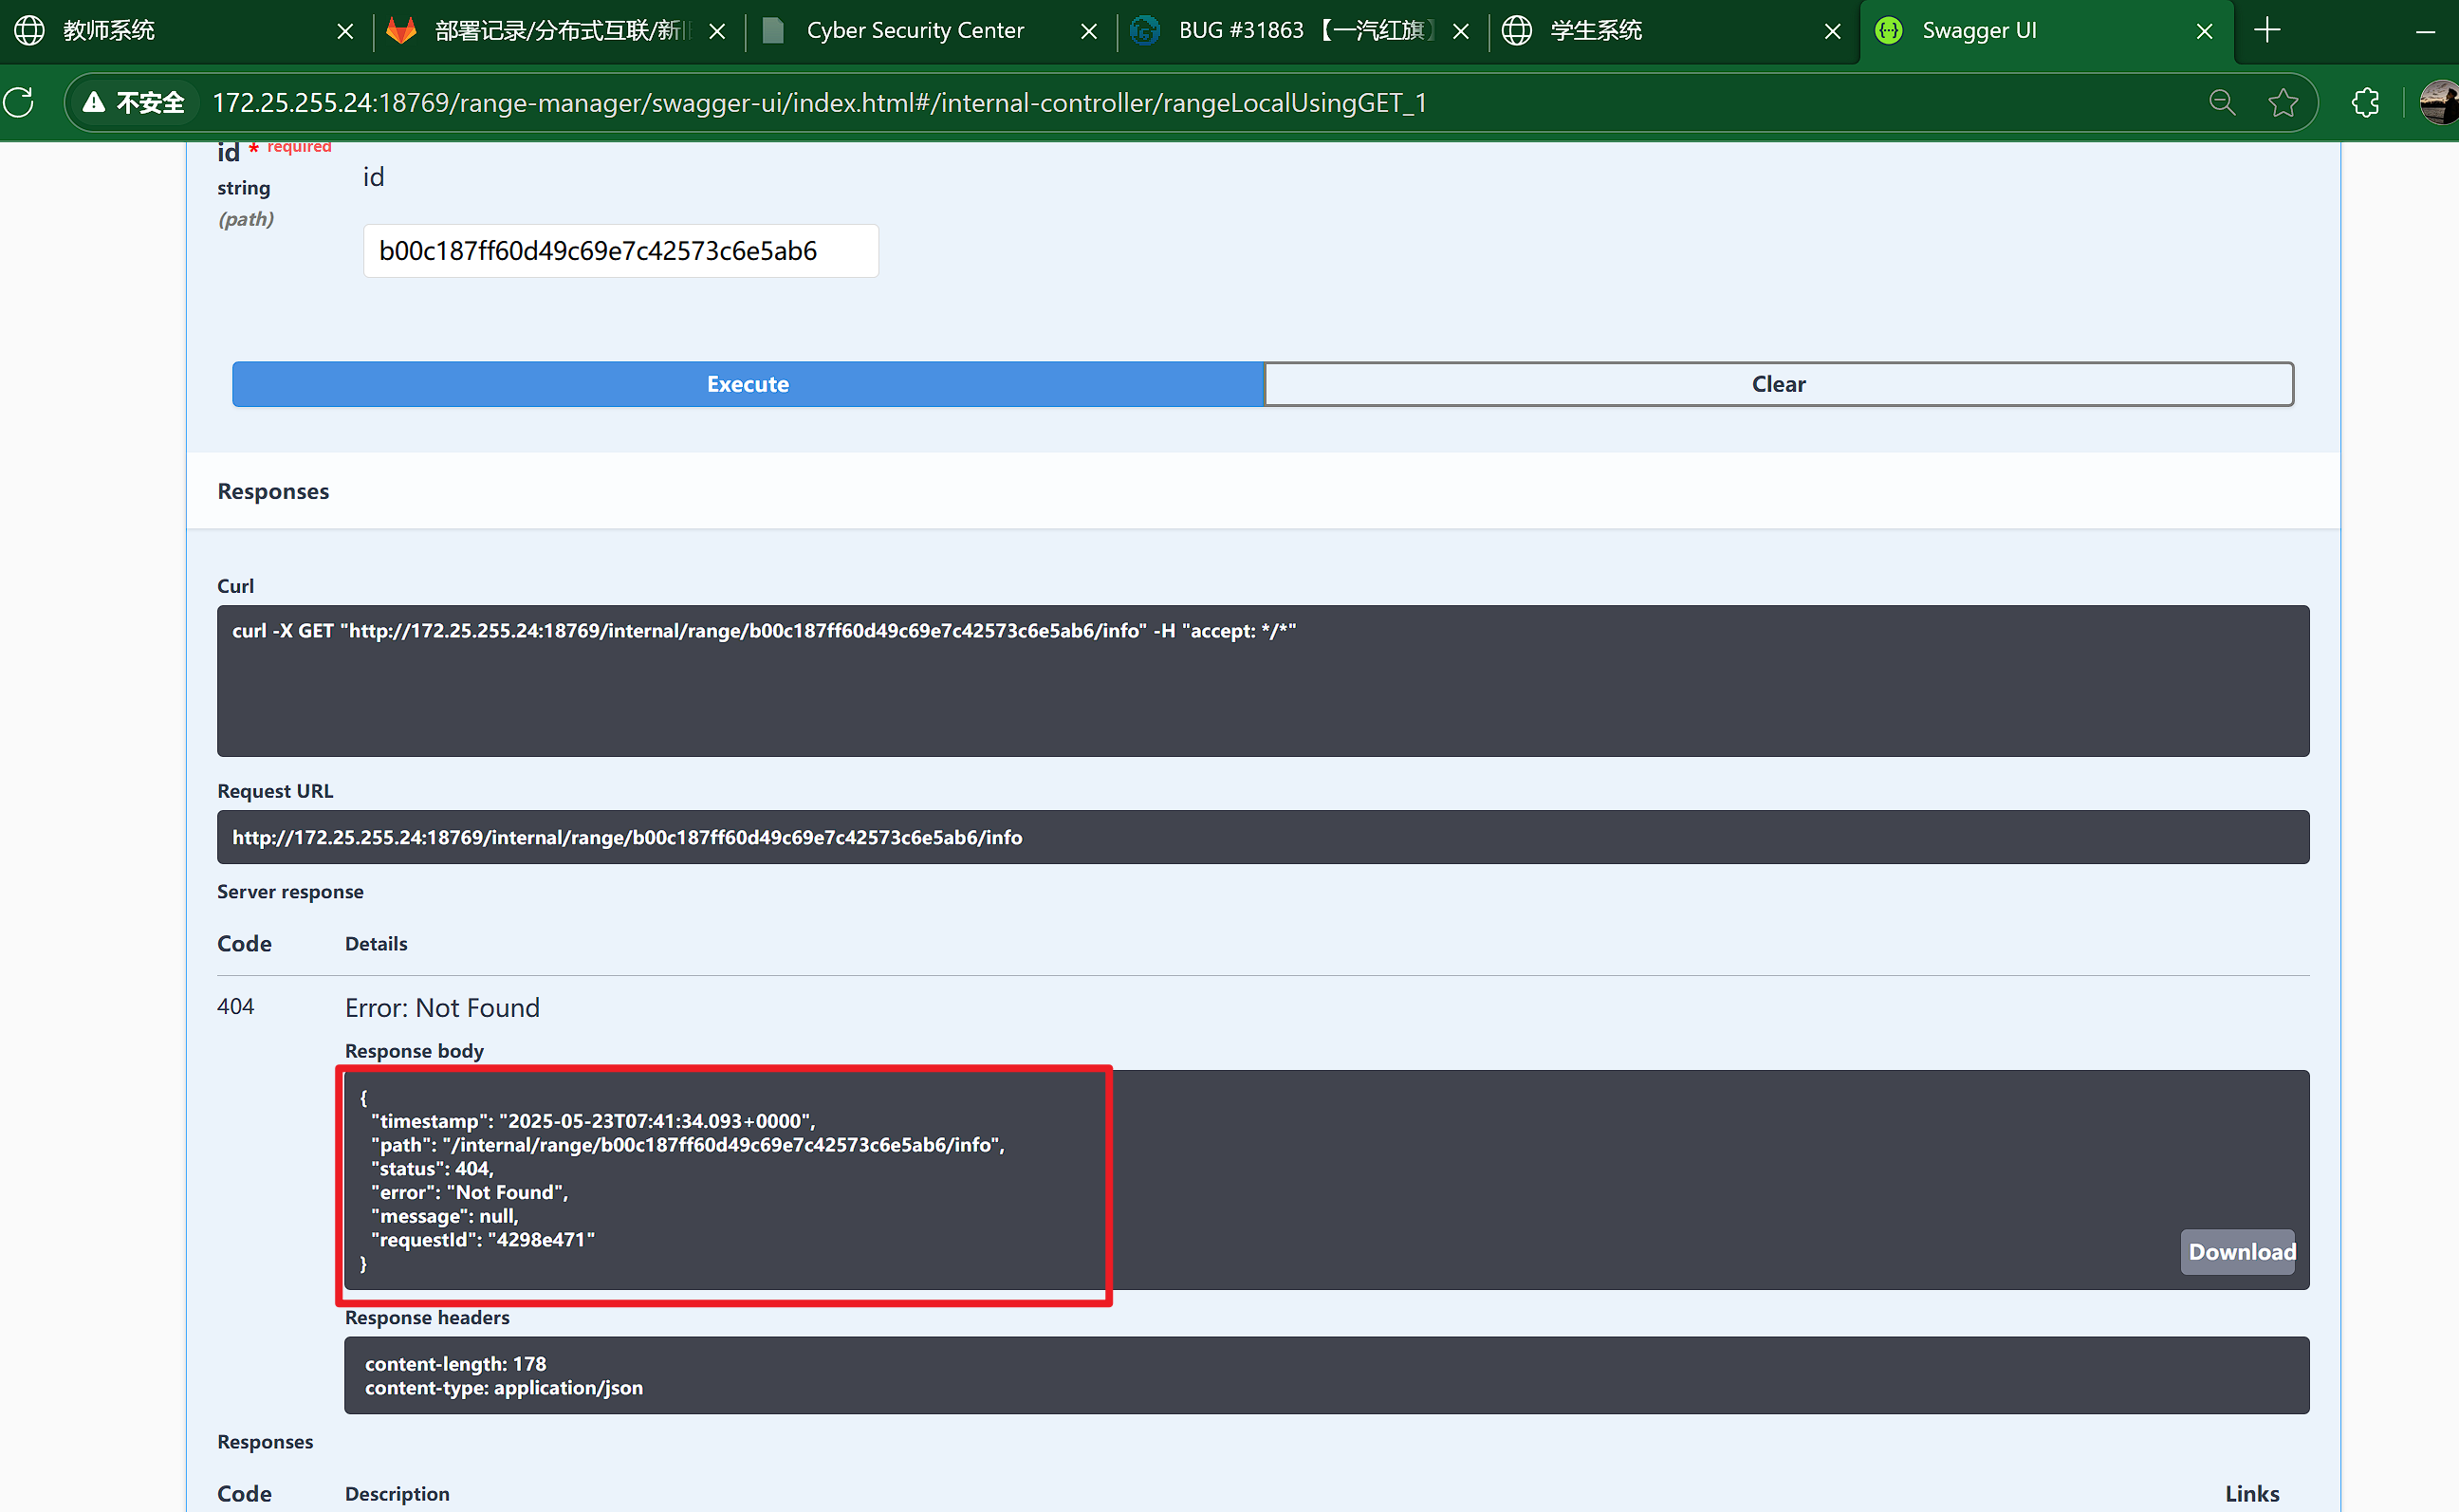 教师系统
部署记录/分布式互联/新
Cyber Security Center
BUG #31863 【一汽红旗】
学生系统
Swagger UI
不安全
172.25.255.24:18769/range-manager/swagger-ui/index.html#/internal-controller/rangeLocalUsingGET_1
id * required
string
(path)
id
b00c187ff60d49c69e7c42573c6e5ab6
Execute
Clear
Responses
Curl
curl -X GET "http://172.25.255.24:18769/internal/range/b00c187ff60d49c69e7c42573c6e5ab6/info" -H "accept: */*"
Request URL
http://172.25.255.24:18769/internal/range/b00c187ff60d49c69e7c42573c6e5ab6/info
Server response
Code Details
404 Error: Not Found
Response body
{
"timestamp": "2025-05-23T07:41:34.093+0000",
"path": "/internal/range/b00c187ff60d49c69e7c42573c6e5ab6/info",
"status": 404,
"error": "Not Found",
"message": null,
"requestId": "4298e471"
}
Download
Response headers
content-length: 178
content-type: application/json
Responses
Code Description Links